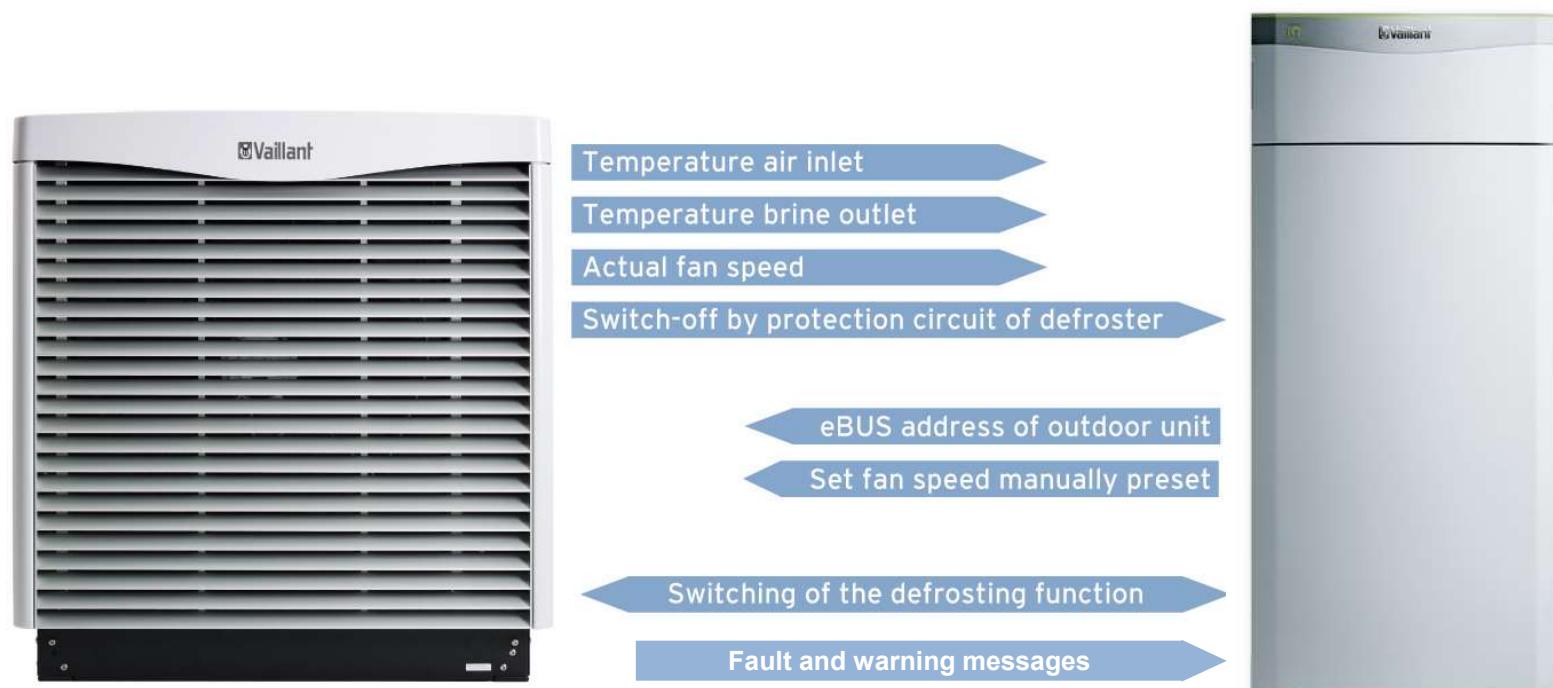 Vaillant
Vaillant
Temperature air inlet
Temperature brine outlet
Actual fan speed
Switch-off by protection circuit of defroster
eBUS address of outdoor unit
Set fan speed manually preset
Switching of the defrosting function
Fault and warning messages